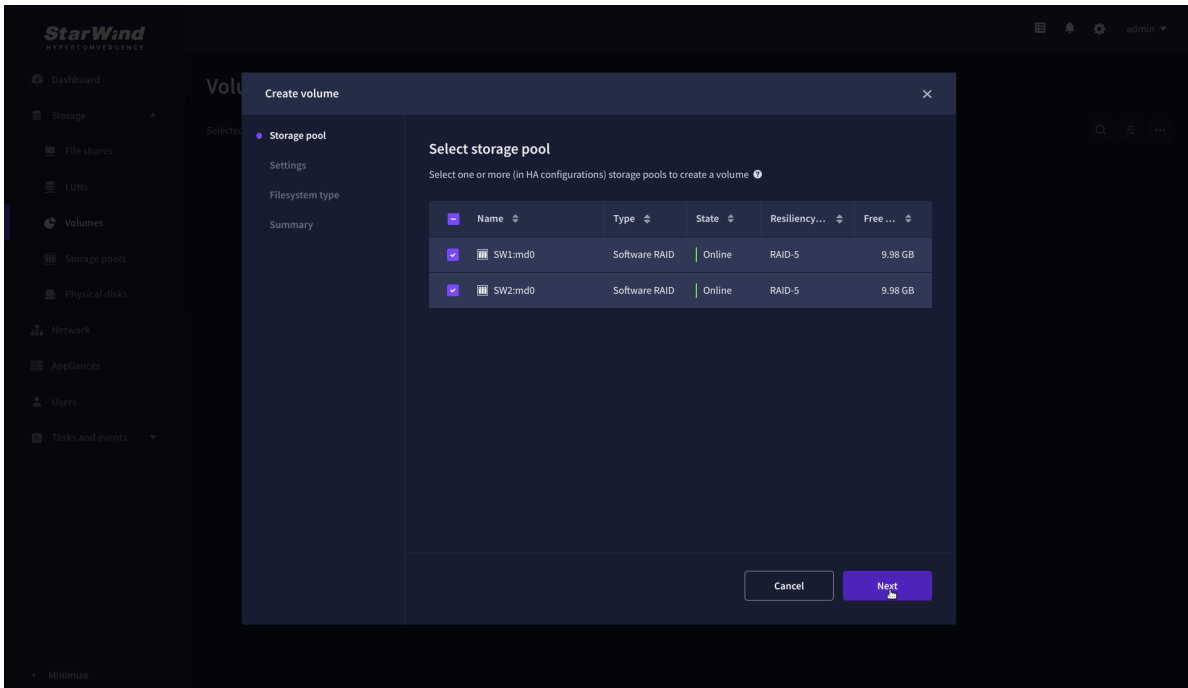 StarWind
HYPERCONVERGENCE
admin
Dashboard
Storage
File shares
LUNs
Volumes
Storage pools
Physical disks
Network
Appliances
Users
Tasks and events
Minimize
Volu
Selected
Create volume
Storage pool
Settings
Filesystem type
Summary
Select storage pool
Select one or more (in HA configurations) storage pools to create a volume
Name Type State Resiliency... Free ...
SW1:md0 Software RAID Online RAID-5 9.98 GB
SW2:md0 Software RAID Online RAID-5 9.98 GB
Cancel Next